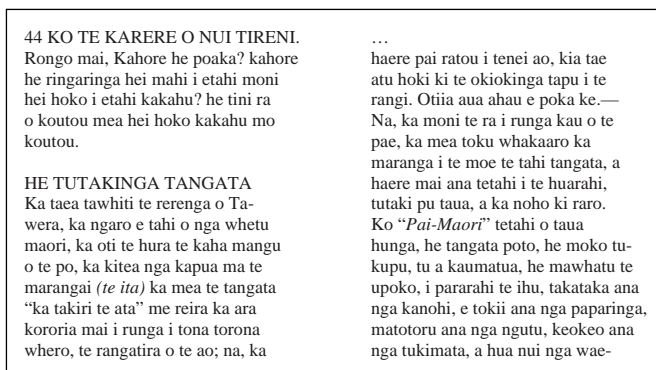 44 KO TE KARERE O NUI TIRENI.
Rongo mai, Kahore he poaka? kahore
he ringaringa hei mahi i etahi moni
hei hoko i etahi kakahu? he tini ra
o koutou mea hei hoko kakahu mo
koutou.
HE TUTAKINGA TANGATA
Ka taea tawhiti te rerenga o Ta-
wera, ka ngaro e tahi o nga whetu
maori, ka oti te hura te kaha mangu
o te po, ka kitea nga kapua ma te
marangai (te ita) ka mea te tangata
“ka takiri te ata” me reira ka ara
kororia mai i runga i tona torona
whero, te rangatira o te ao; na, ka
…
haere pai ratou i tenei ao, kia tae
atu hoki ki te okiokinga tapu i te
rangi. Otiia aua ahau e poka ke.—
Na, ka moni te ra i runga kau o te
pae, ka mea toku whakaaro ka
maranga i te moe te tahi tangata, a
haere mai ana tetahi i te huarahi,
tutaki pu taua, a ka noho ki raro.
Ko “Pai-Maori” tetahi o taua
hunga, he tangata poto, he moko tu-
kupu, tu a kaumatua, he mawhatu te
upoko, i pararahi te ihu, takataka ana
nga kanohi, e tokii ana nga paparinga,
matotoru ana nga ngutu, keokeo ana
nga tukimata, a hua nui nga wae-